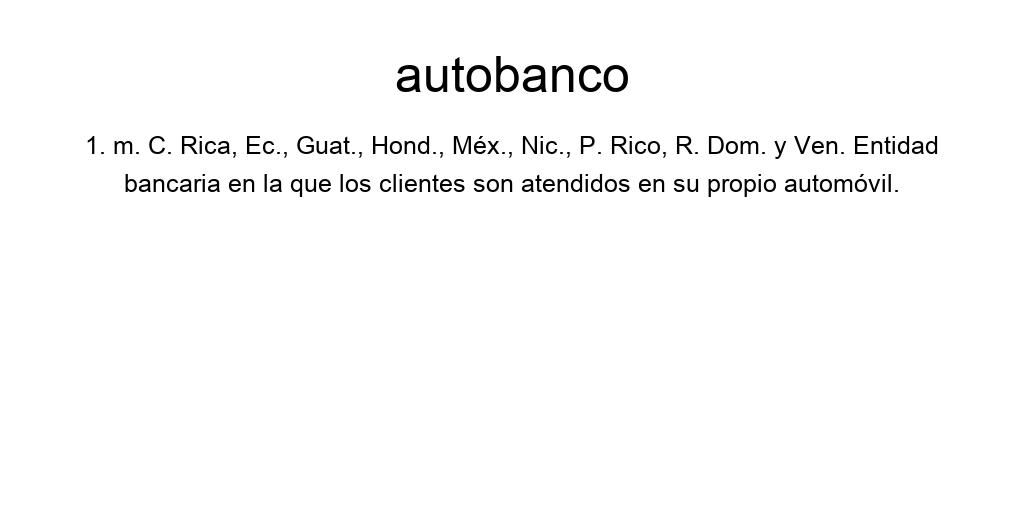 autobanco
1. m. C. Rica, Ec., Guat., Hond., Méx., Nic., P. Rico, R. Dom. y Ven. Entidad
bancaria en la que los clientes son atendidos en su propio automóvil.